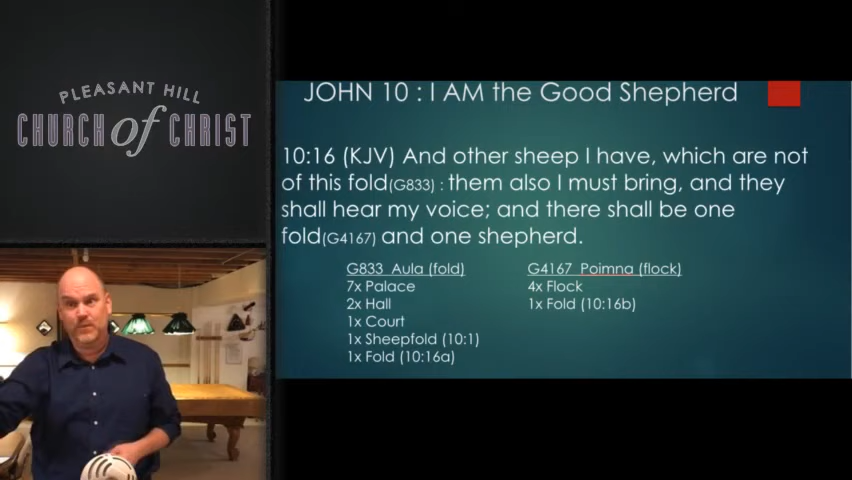 PLEASANT HILL
CHURCH of CHRIST
JOHN 10 : I AM the Good Shepherd
10:16 (KJV) And other sheep I have, which are not
of this fold(G833) : them also I must bring, and they
shall hear my voice; and there shall be one
fold(G4167) and one shepherd.
G833 Aula (fold)
7x Palace
2x Hall
1x Court
1x Sheepfold (10:1)
1x Fold (10:16a)
G4167 Poimna (flock)
4x Flock
1x Fold (10:16b)